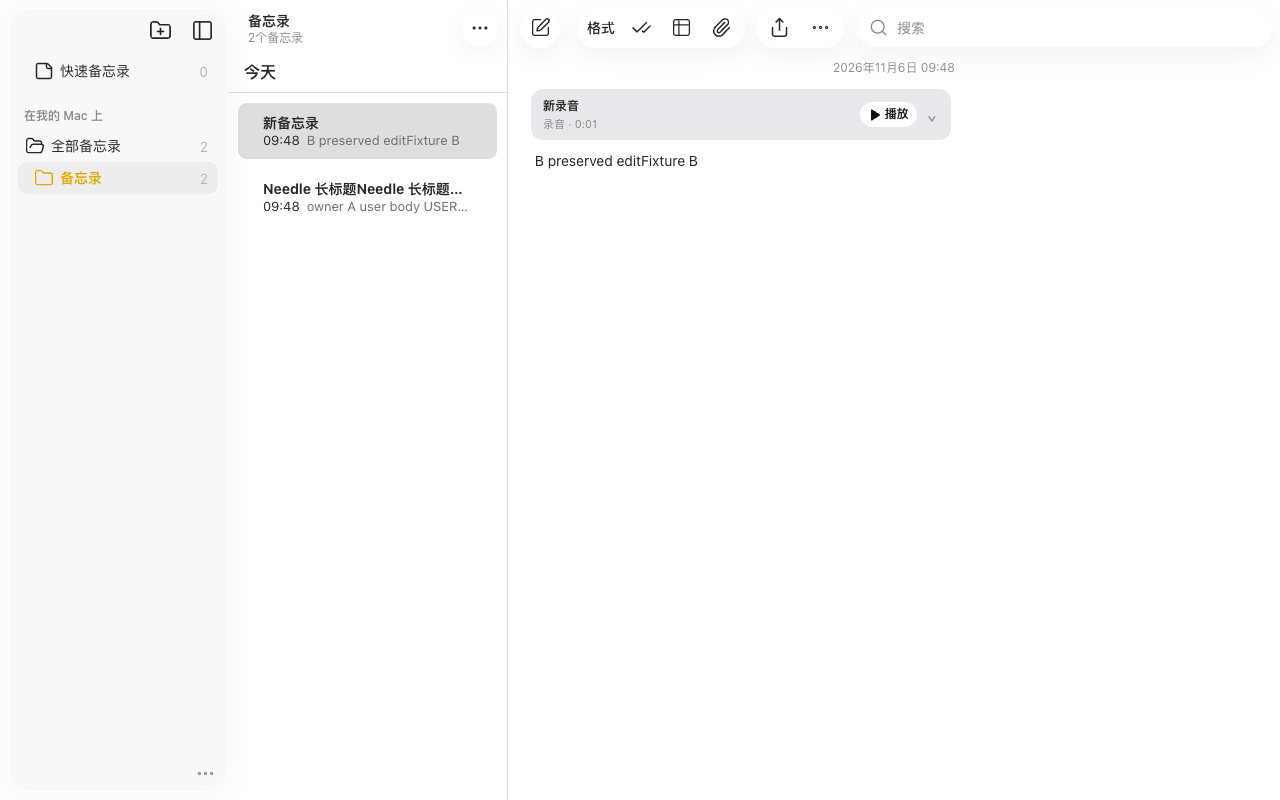 快速备忘录 0
在我的 Mac 上
全部备忘录 2
备忘录 2
备忘录
2个备忘录
今天
新备忘录
09:48 B preserved editFixture B
Needle 长标题Needle 长标题...
09:48 owner A user body USER...
格式
搜索
2026年11月6日 09:48
新录音
录音 · 0:01
播放
B preserved editFixture B